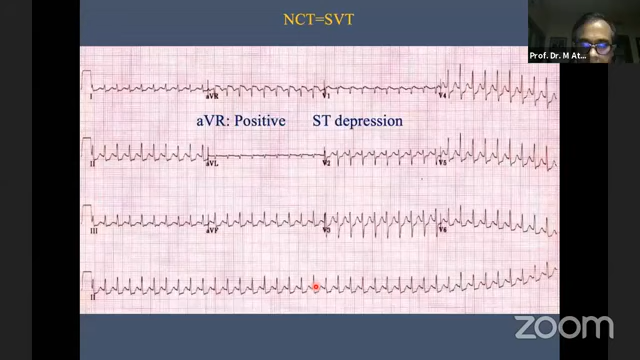 NCT=SVT
Prof. Dr. M At...
I aVR V1 V4
aVR: Positive ST depression
II aVL V2 V5
III aVF V3 V6
II
zoom